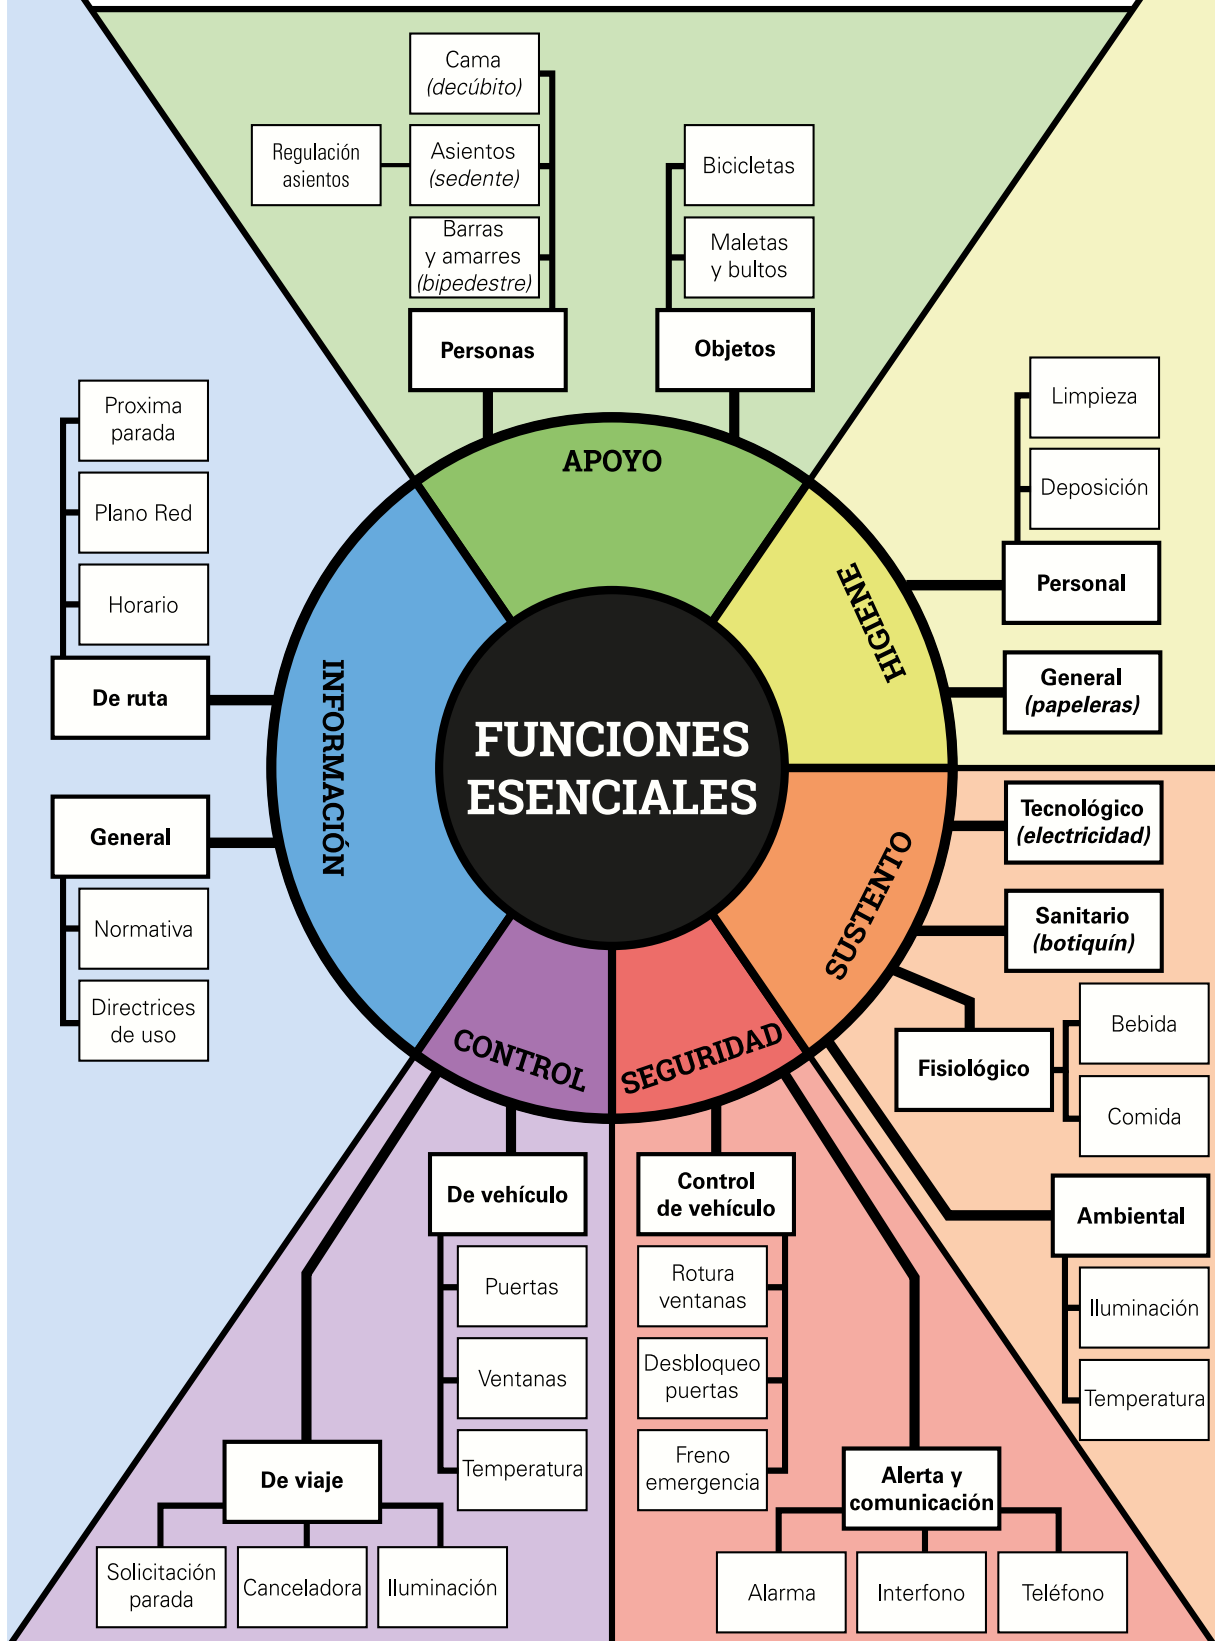 Cama
(decúbito)
Regulación
asientos
Asientos
(sedente)
Barras
y amarres
(bipedestre)
Personas
Bicicletas
Maletas
y bultos
Objetos
APOYO
Limpieza
Deposición
Personal
General
(papeleras)
HIGIENE
Proxima
parada
Plano Red
Horario
De ruta
General
Normativa
Directrices
de uso
INFORMACIÓN
FUNCIONES
ESENCIALES
SUSTENTO
Tecnológico
(electricidad)
Sanitario
(botiquín)
Fisiológico
Bebida
Comida
Ambiental
Iluminación
Temperatura
CONTROL
De vehículo
Puertas
Ventanas
Temperatura
De viaje
Solicitación
parada
Canceladora
Iluminación
SEGURIDAD
Control
de vehículo
Rotura
ventanas
Desbloqueo
puertas
Freno
emergencia
Alerta y
comunicación
Alarma
Interfono
Teléfono